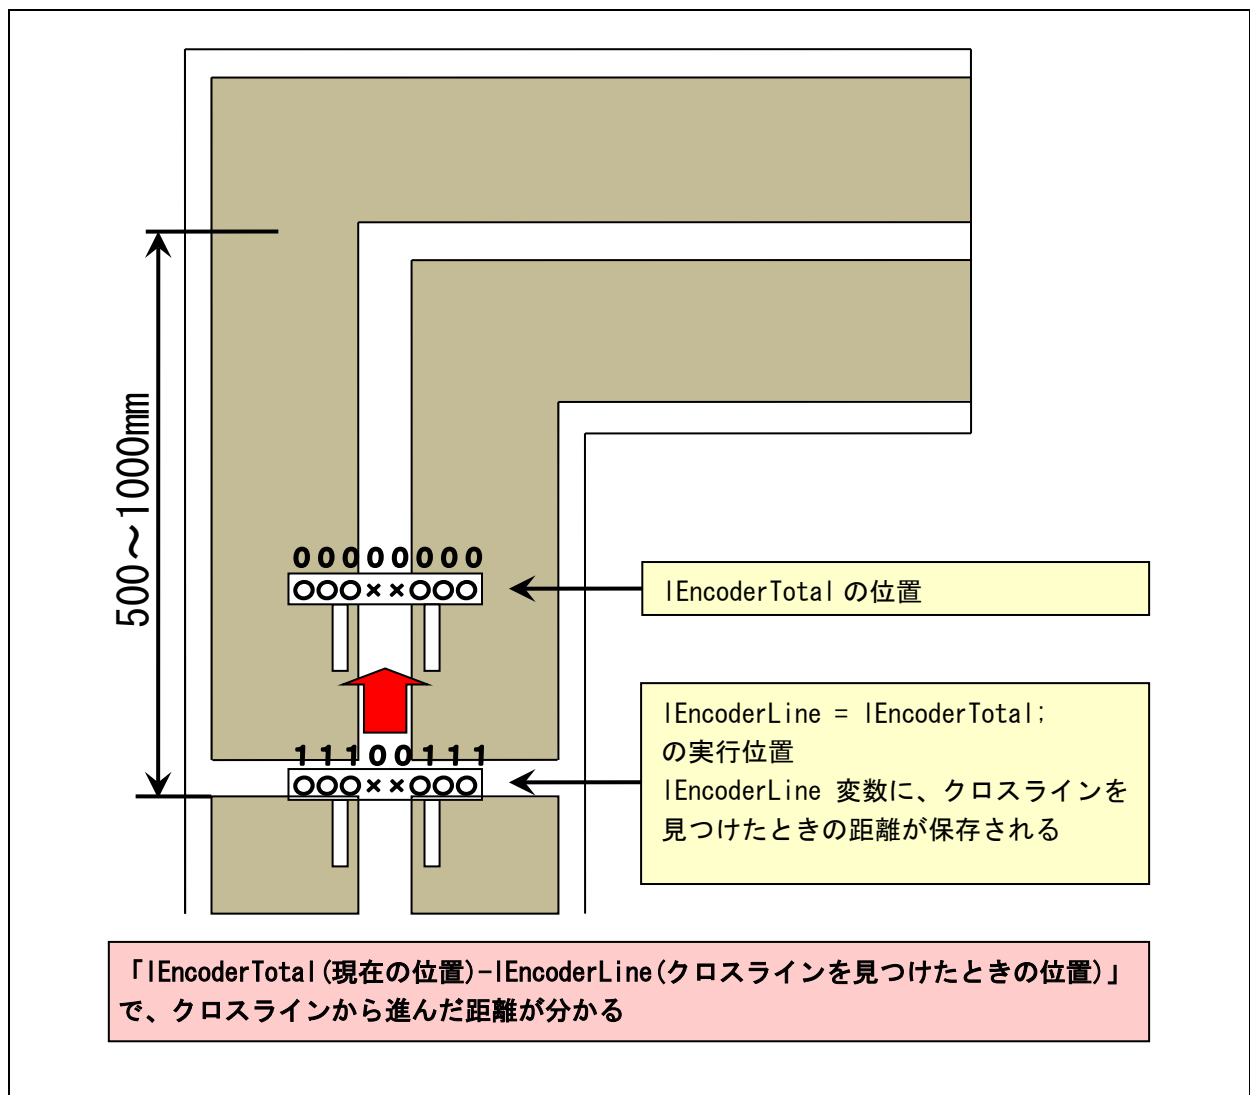 500～1000mm
00000000
○○○××○○○
lEncoderTotal の位置
11100111
○○○××○○○
lEncoderLine = lEncoderTotal;
の実行位置
lEncoderLine 変数に、クロスラインを
見つけたときの距離が保存される
「lEncoderTotal(現在の位置)-lEncoderLine(クロスラインを見つけたときの位置)」
で、クロスラインから進んだ距離が分かる